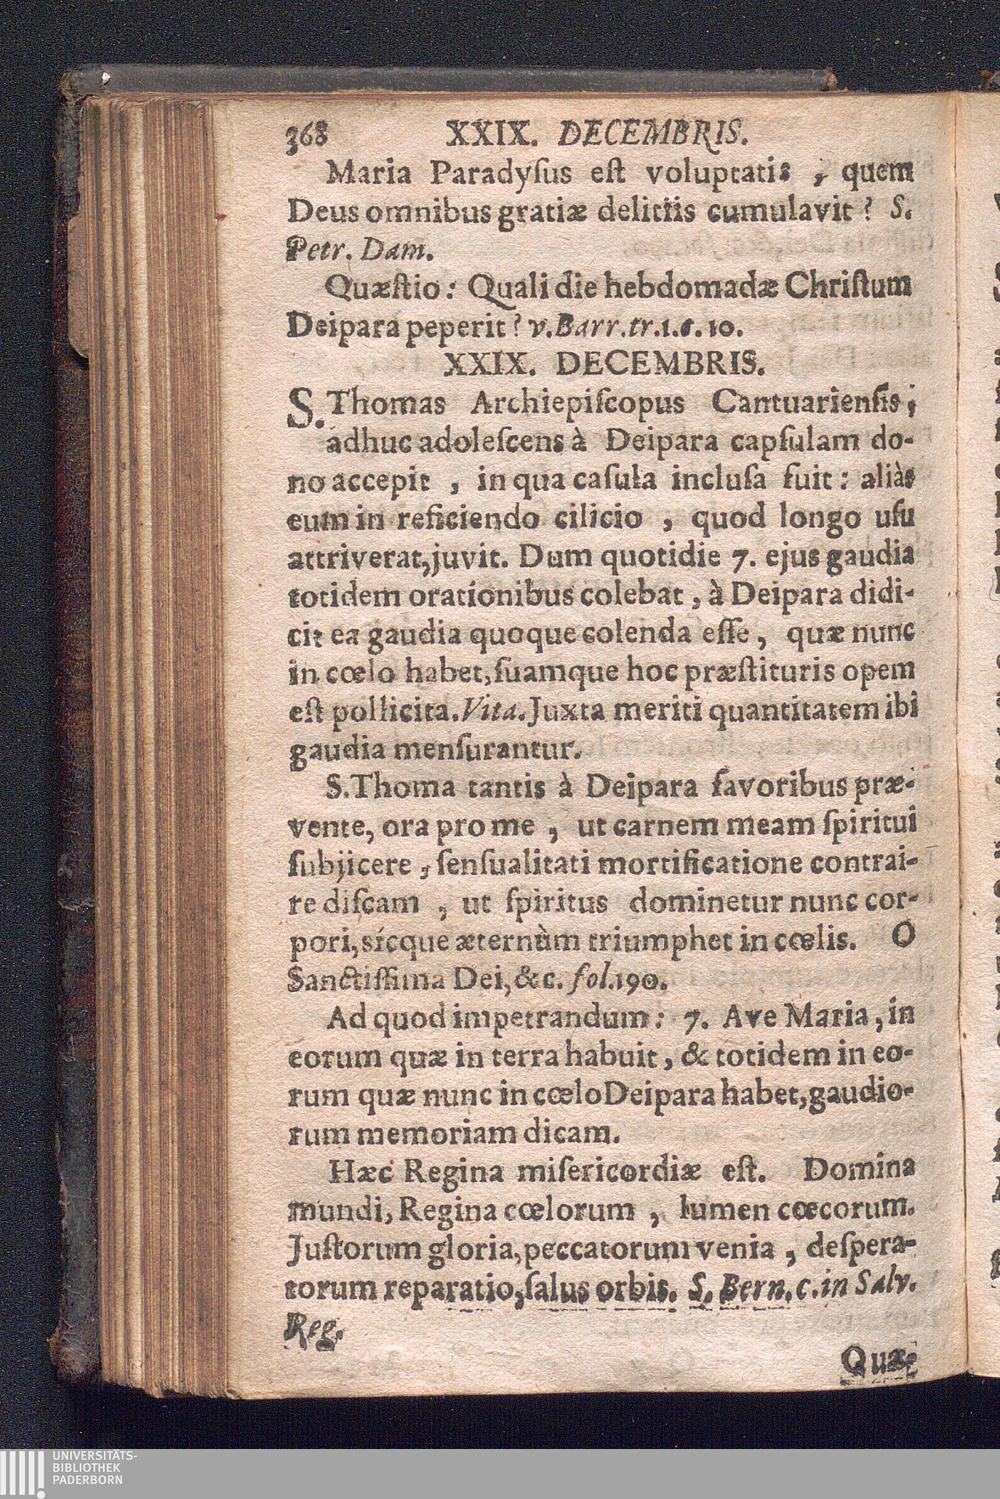 368 XXIX. DECEMBRIS.
Maria Paradyſus eſt voluptatis , quem
Deus omnibus gratiæ delitiis cumulavit ? S.
Petr. Dam.
Quæſtio : Quali die hebdomadæ Chriſtum
Deipara peperit ? v. Barr. tr. 1. c. 10.
XXIX. DECEMBRIS.
S. Thomas Archiepiſcopus Cantuarienſis,
adhuc adoleſcens à Deipara capſulam do-
no accepit , in qua caſula incluſa fuit : aliàs
eum in reficiendo cilicio , quod longo uſu
attriverat, juvit. Dum quotidie 7. ejus gaudia
totidem orationibus colebat , à Deipara didi-
cit ea gaudia quoque colenda eſſe , quæ nunc
in cœlo habet, ſuamque hoc præſtituris opem
eſt pollicita. Vita. Juxta meriti quantitatem ibi
gaudia menſurantur.
S. Thoma tantis à Deipara favoribus præ-
vente, ora pro me , ut carnem meam ſpiritui
ſubjicere , ſenſualitati mortificatione contrai-
re diſcam , ut ſpiritus dominetur nunc cor-
pori, sícque æternùm triumphet in cœlis. O
Sanctiſſima Dei, &c. fol. 190.
Ad quod impetrandum : 7. Ave Maria , in
eorum quæ in terra habuit , & totidem in eo-
rum quæ nunc in cœlo Deipara habet, gaudio-
rum memoriam dicam.
Hæc Regina miſericordiæ eſt. Domina
mundi, Regina cœlorum , lumen cœcorum.
Juſtorum gloria, peccatorum venia , deſpera-
torum reparatio, ſalus orbis. S. Bern. c. in Salv.
Reg.
Quæ-
UNIVERSITÄTS-
BIBLIOTHEK
PADERBORN